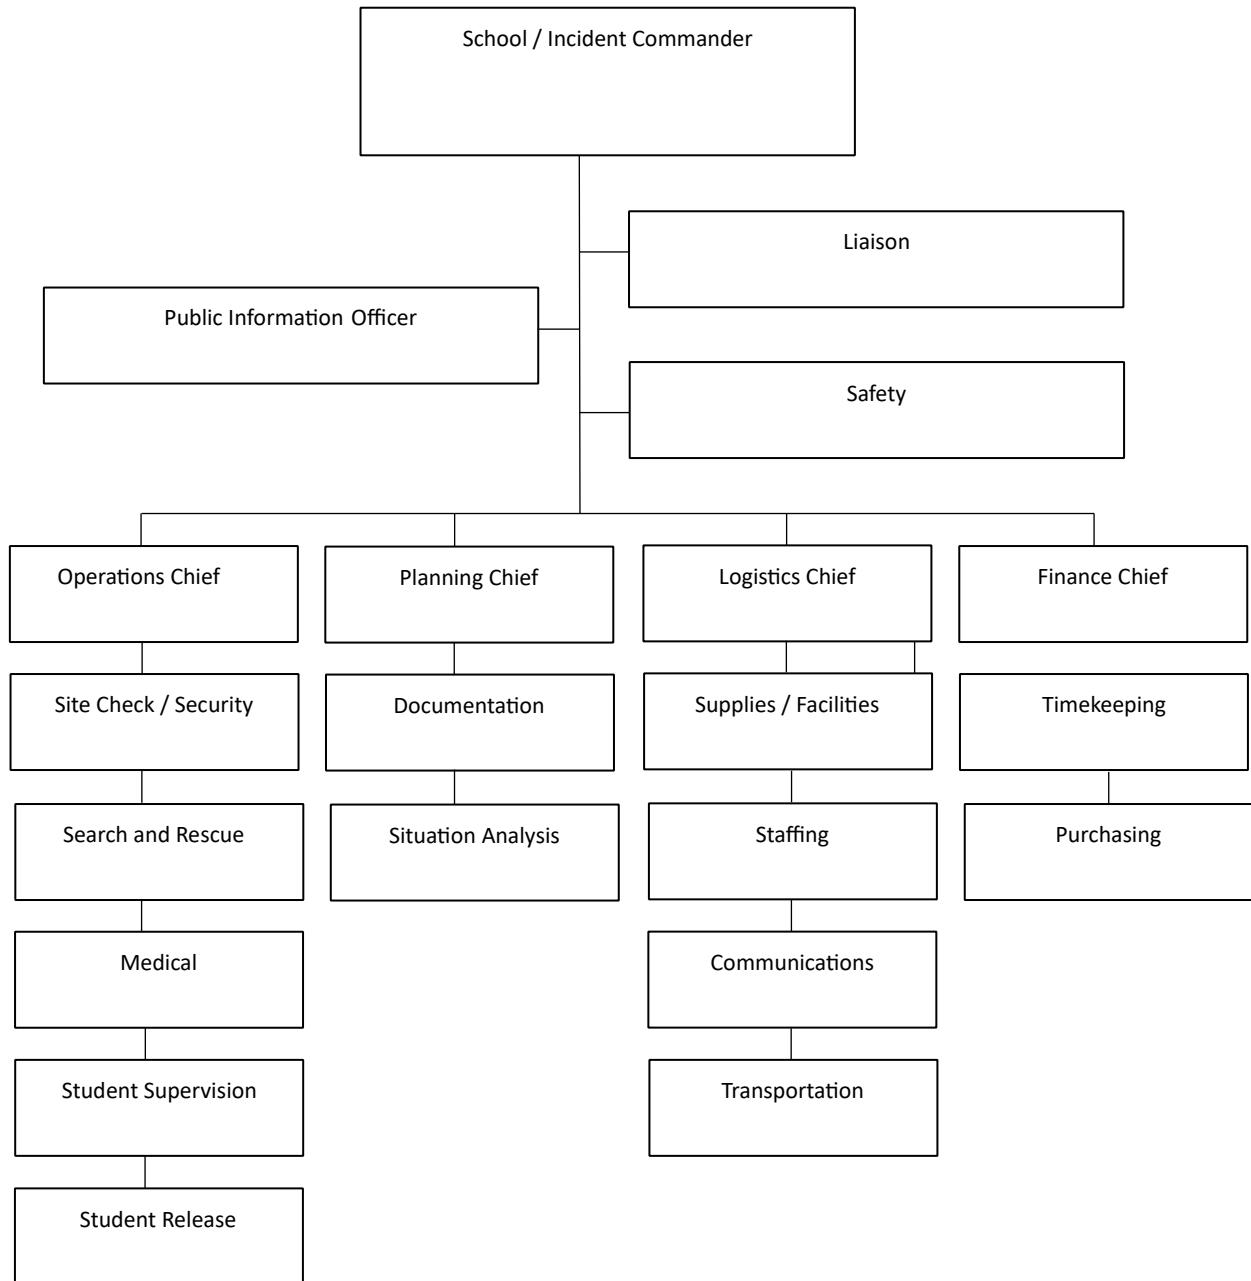 School / Incident Commander
Liaison
Public Information Officer
Safety
Operations Chief
Planning Chief
Logistics Chief
Finance Chief
Site Check / Security
Documentation
Supplies / Facilities
Timekeeping
Search and Rescue
Situation Analysis
Staffing
Purchasing
Medical
Communications
Student Supervision
Transportation
Student Release